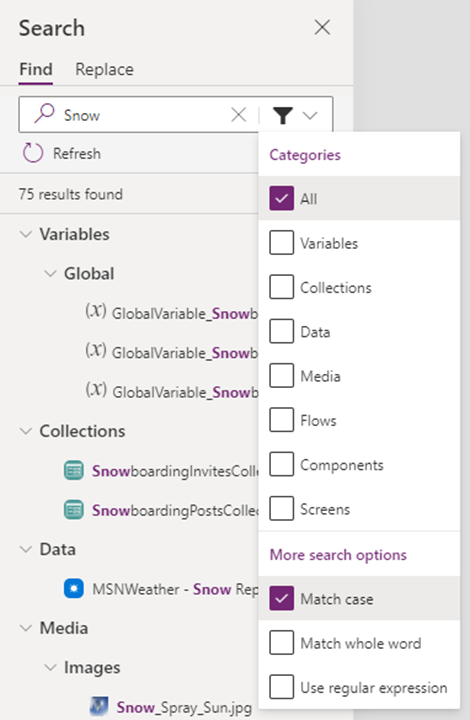 Search
Find Replace
Snow
Refresh
75 results found
Variables
Global
(x) GlobalVariable_Snowb
(x) GlobalVariable_Snowb
(x) GlobalVariable_Snowb
Collections
SnowboardingInvitesColle
SnowboardingPostsCollec
Data
MSNWeather - Snow Rep
Media
Images
Snow_Spray_Sun.jpg
Categories
All
Variables
Collections
Data
Media
Flows
Components
Screens
More search options
Match case
Match whole word
Use regular expression